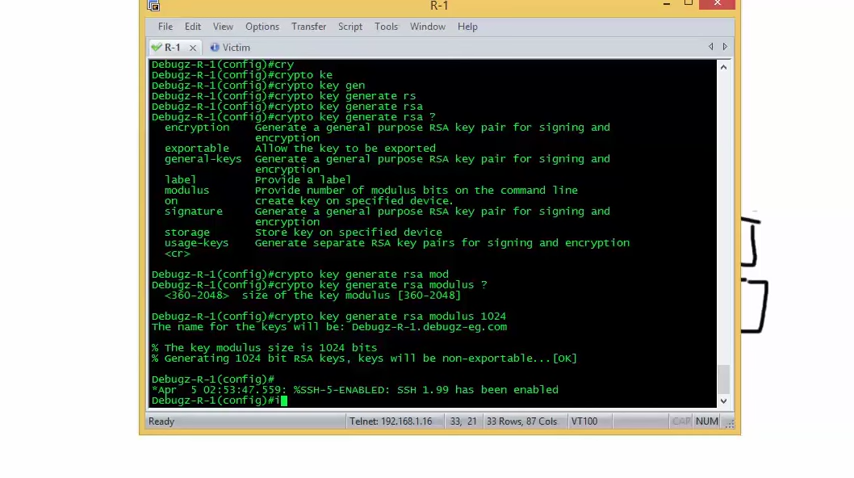 R-1
File Edit View Options Transfer Script Tools Window Help
R-1 Victim
Debugz-R-1(config)#cry
Debugz-R-1(config)#crypto ke
Debugz-R-1(config)#crypto key gen
Debugz-R-1(config)#crypto key generate rs
Debugz-R-1(config)#crypto key generate rsa
Debugz-R-1(config)#crypto key generate rsa ?
encryption Generate a general purpose RSA key pair for signing and
encryption
exportable Allow the key to be exported
general-keys Generate a general purpose RSA key pair for signing and
encryption
label Provide a label
modulus Provide number of modulus bits on the command line
on create key on specified device.
signature Generate a general purpose RSA key pair for signing and
encryption
storage Store key on specified device
usage-keys Generate separate RSA key pairs for signing and encryption
<cr>
Debugz-R-1(config)#crypto key generate rsa mod
Debugz-R-1(config)#crypto key generate rsa modulus ?
<360-2048> size of the key modulus [360-2048]
Debugz-R-1(config)#crypto key generate rsa modulus 1024
The name for the keys will be: Debugz-R-1.debugz-eg.com
% The key modulus size is 1024 bits
% Generating 1024 bit RSA keys, keys will be non-exportable...[OK]
Debugz-R-1(config)#
*Apr 5 02:53:47.559: %SSH-5-ENABLED: SSH 1.99 has been enabled
Debugz-R-1(config)#i
Ready Telnet: 192.168.1.16 33, 21 33 Rows, 87 Cols VT100 CAP NUM